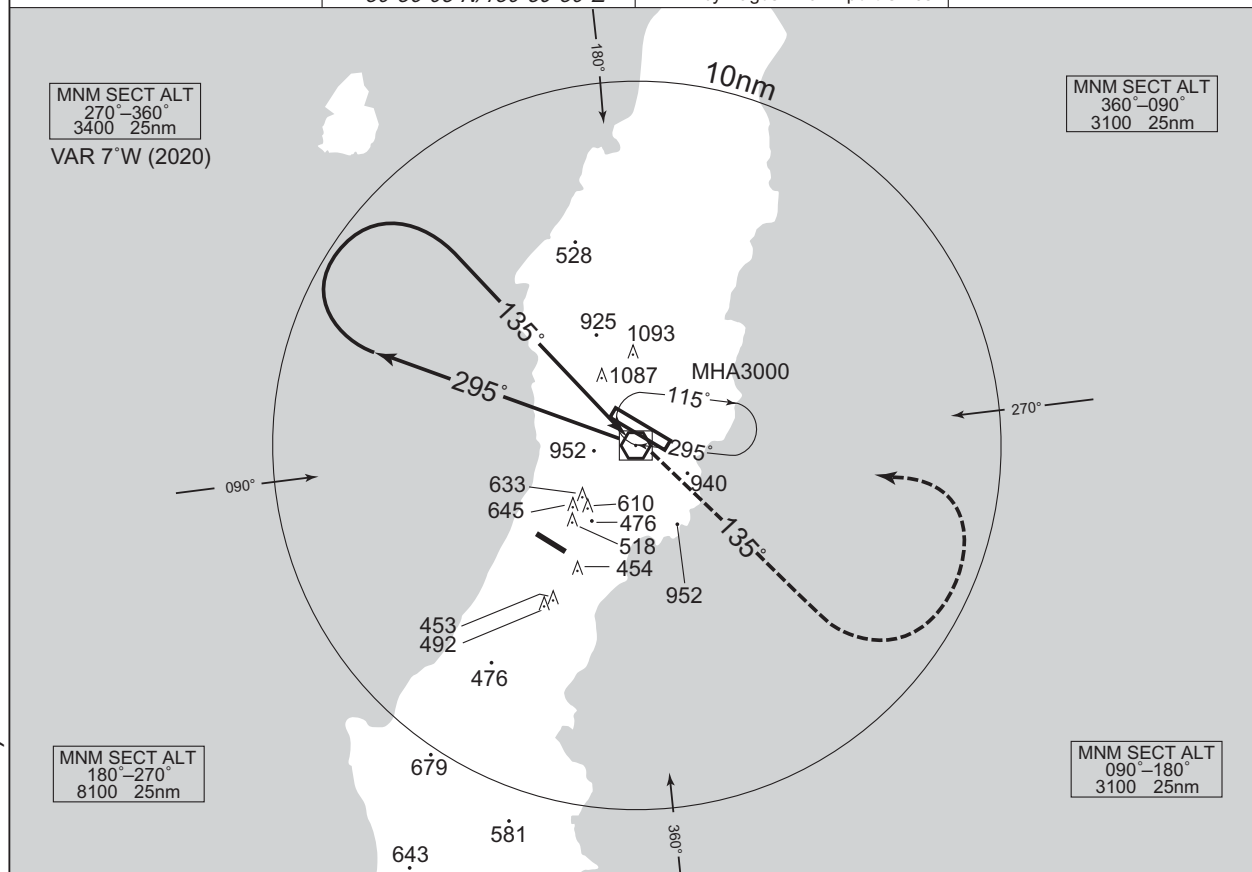 180°
10nm
MNM SECT ALT
270°–360°
3400 25nm
VAR 7°W (2020)
MNM SECT ALT
360°–090°
3100 25nm
528
135°
925
1093
1087
MHA3000
115°
295°
270°
952
295°
090°
633
940
645
610
476
135°
518
454
952
453
492
476
MNM SECT ALT
180°–270°
8100 25nm
679
MNM SECT ALT
090°–180°
3100 25nm
581
360°
643